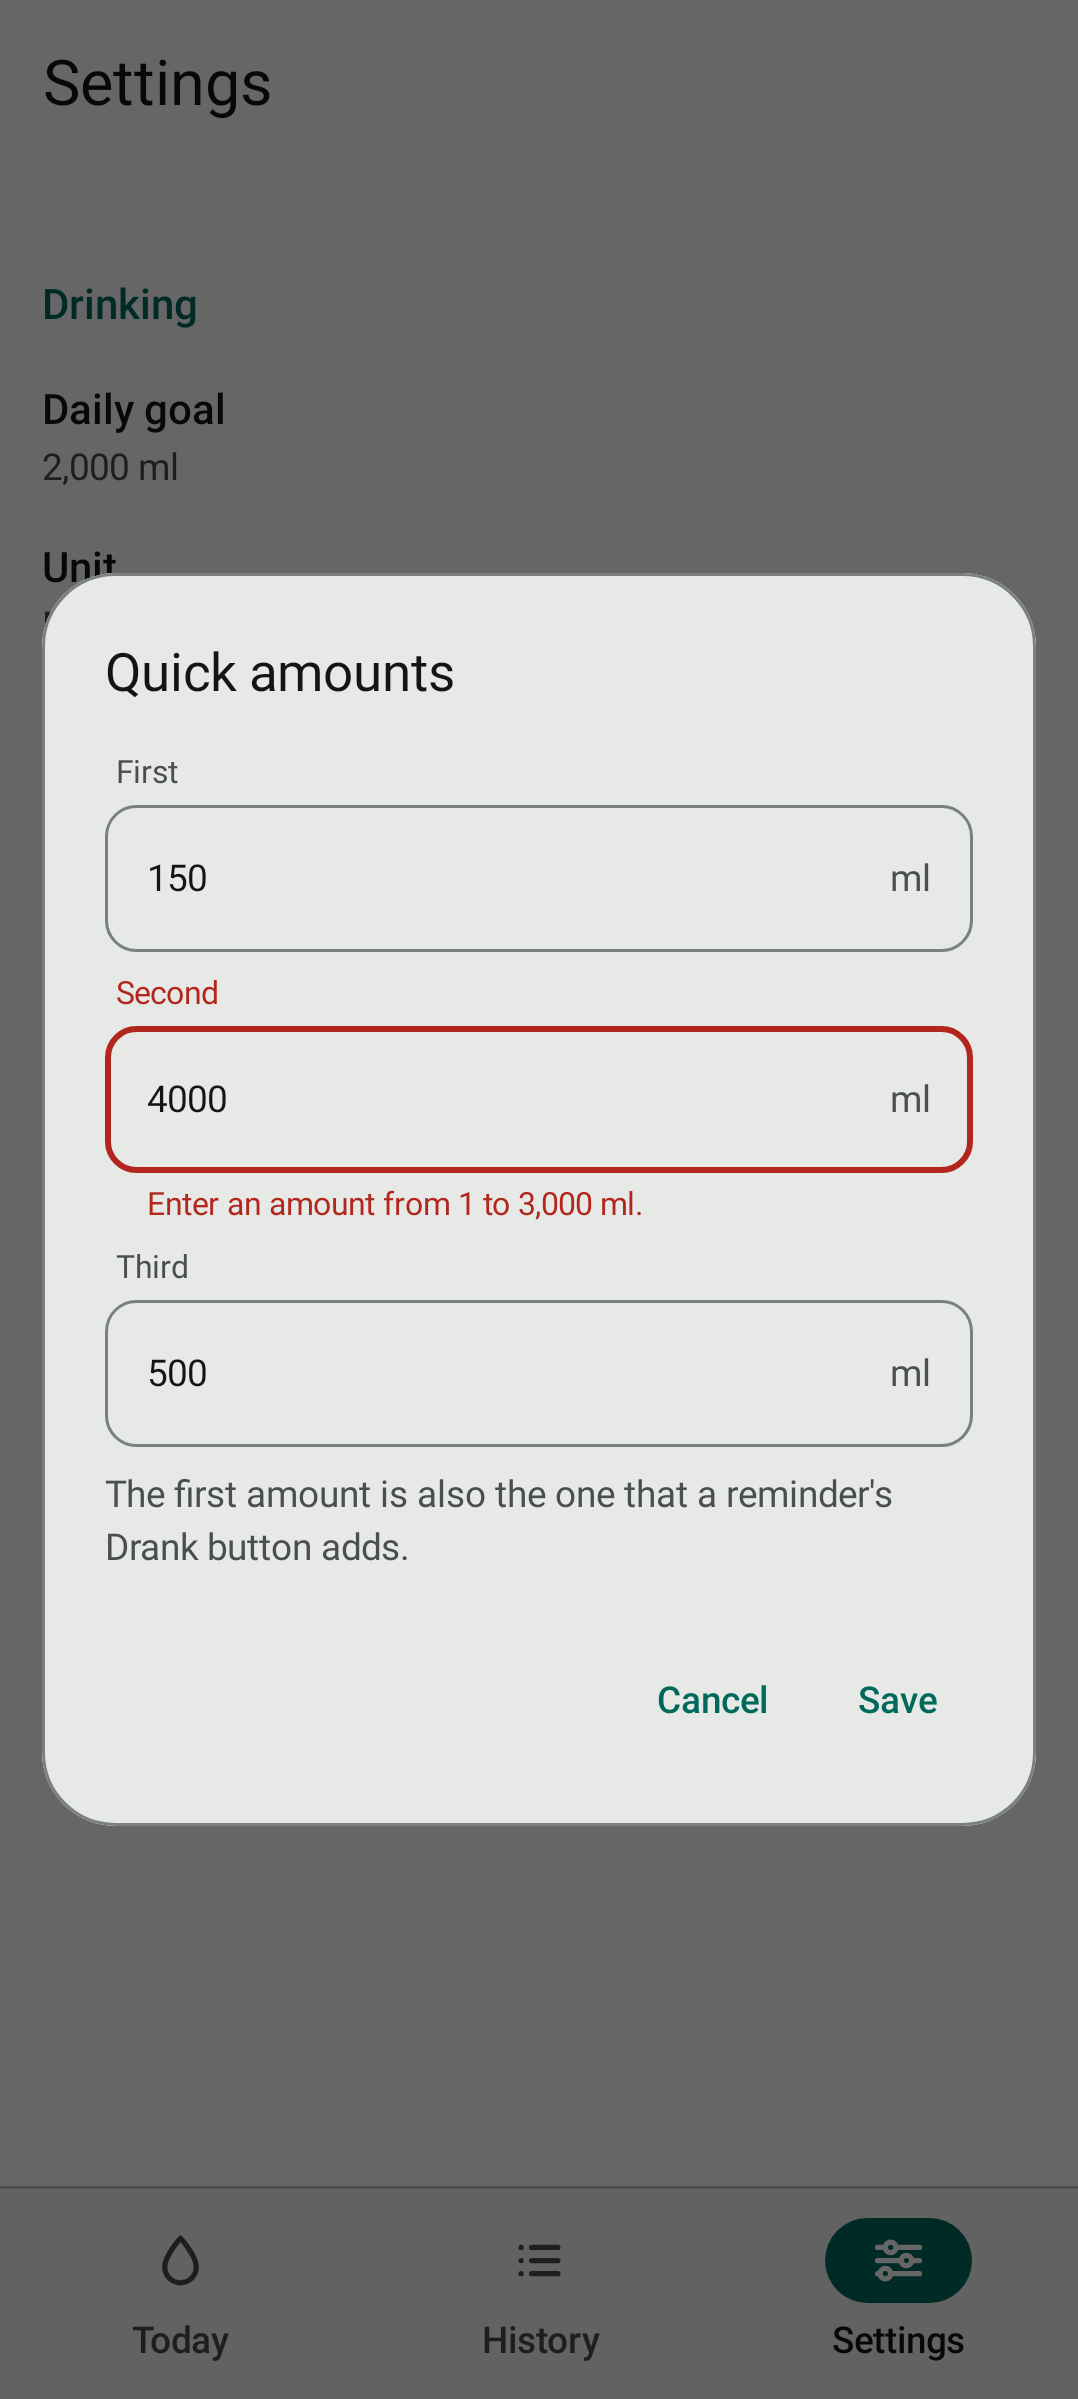 Settings
Drinking
Daily goal
2,000 ml
Unit
Quick amounts
First
150 ml
Second
4000 ml
Enter an amount from 1 to 3,000 ml.
Third
500 ml
The first amount is also the one that a reminder's
Drank button adds.
Cancel Save
Today History Settings